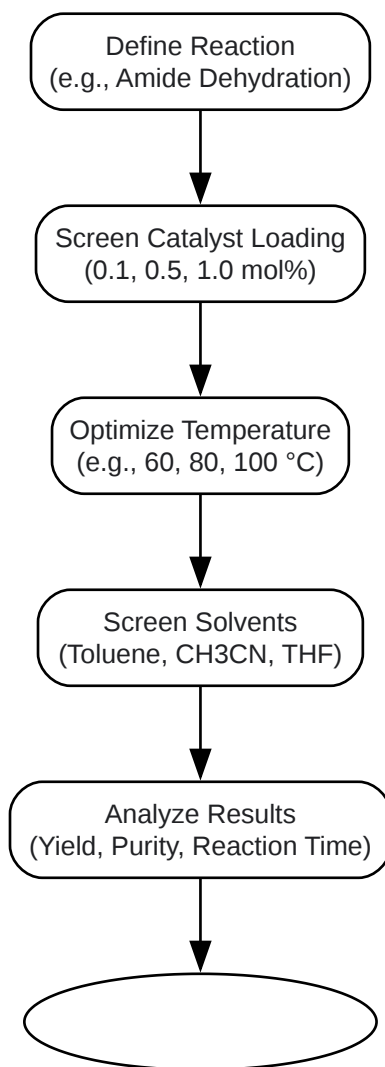 Define Reaction
(e.g., Amide Dehydration)
Screen Catalyst Loading
(0.1, 0.5, 1.0 mol%)
Optimize Temperature
(e.g., 60, 80, 100 °C)
Screen Solvents
(Toluene, CH3CN, THF)
Analyze Results
(Yield, Purity, Reaction Time)